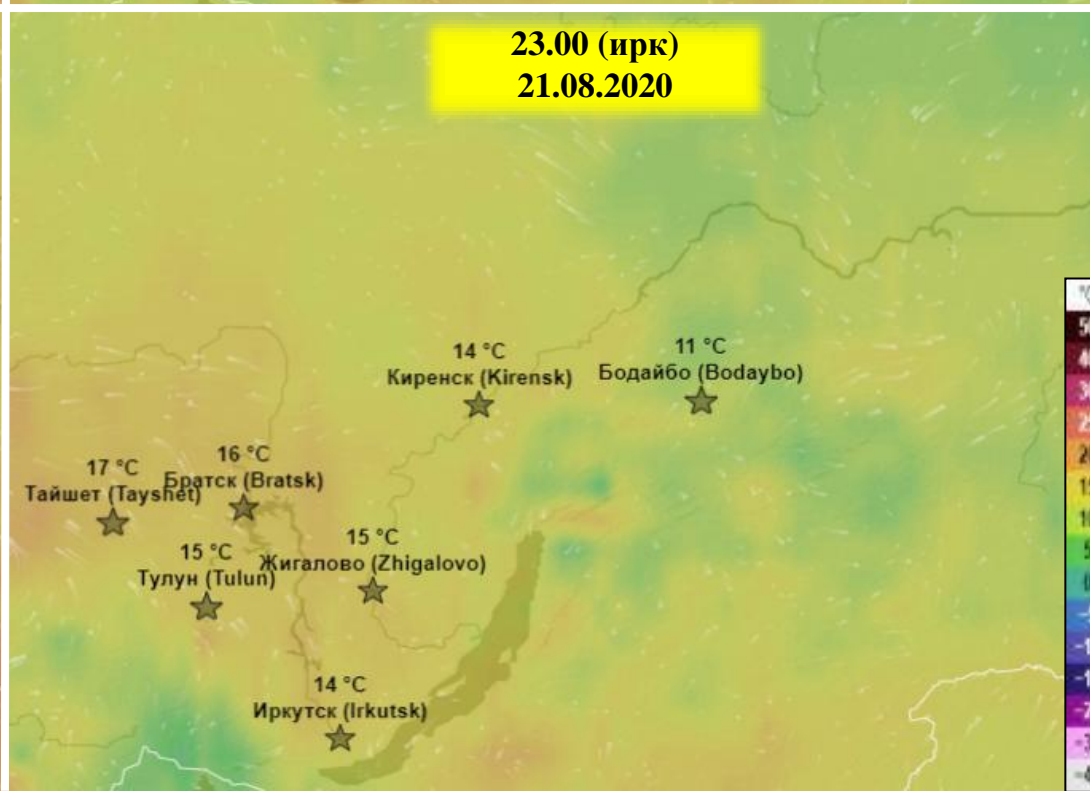 23.00 (ирк)
21.08.2020
14 °C
Киренск (Kirensk)
11 °C
Бодайбо (Bodaybo)
17 °C
Тайшет (Tayshet)
16 °C
Братск (Bratsk)
15 °C
Тулун (Tulun)
15 °C
Жигалово (Zhigalovo)
14 °C
Иркутск (Irkutsk)